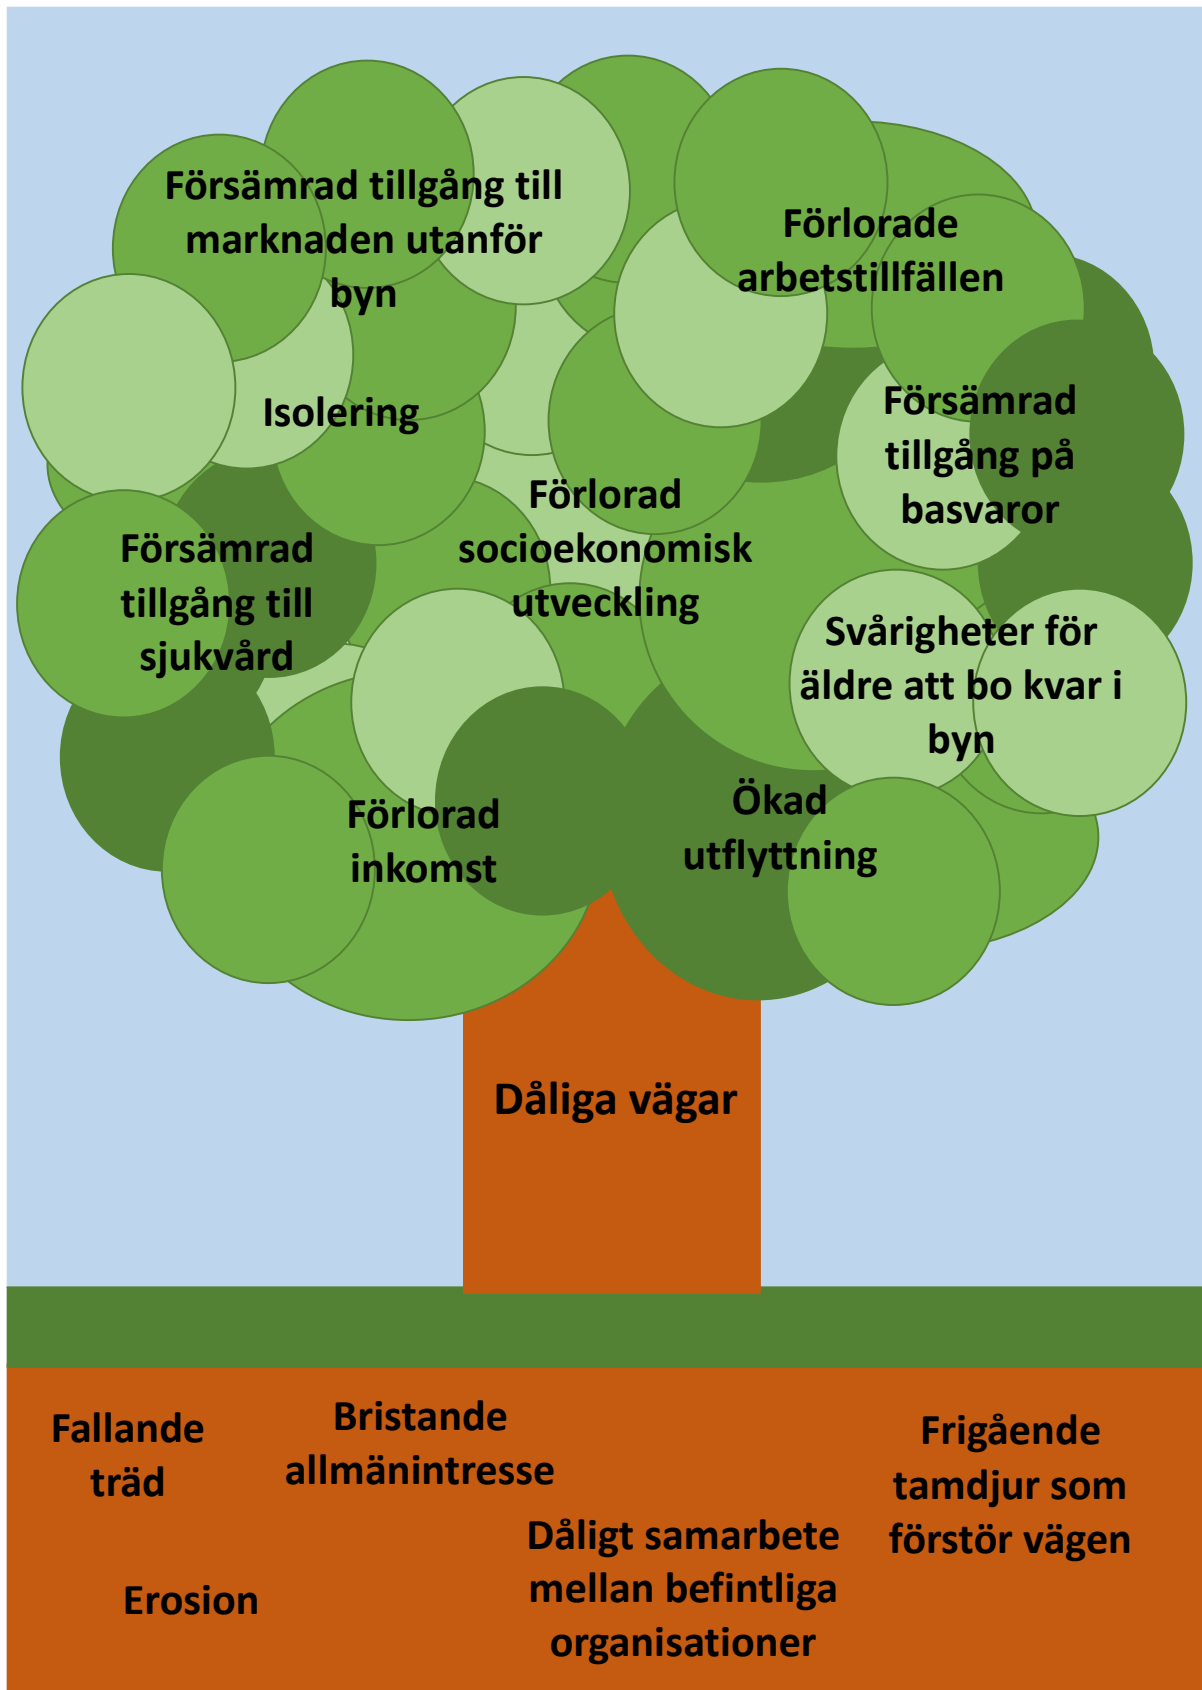 Försämrad tillgång till
marknaden utanför
byn
Förlorade
arbetstillfällen
Isolering
Försämrad
tillgång på
basvaror
Förlorad
socioekonomisk
utveckling
Försämrad
tillgång till
sjukvård
Svårigheter för
äldre att bo kvar i
byn
Förlorad
inkomst
Ökad
utflyttning
Dåliga vägar
Fallande
träd
Bristande
allmänintresse
Frigående
tamdjur som
förstör vägen
Dåligt samarbete
mellan befintliga
organisationer
Erosion